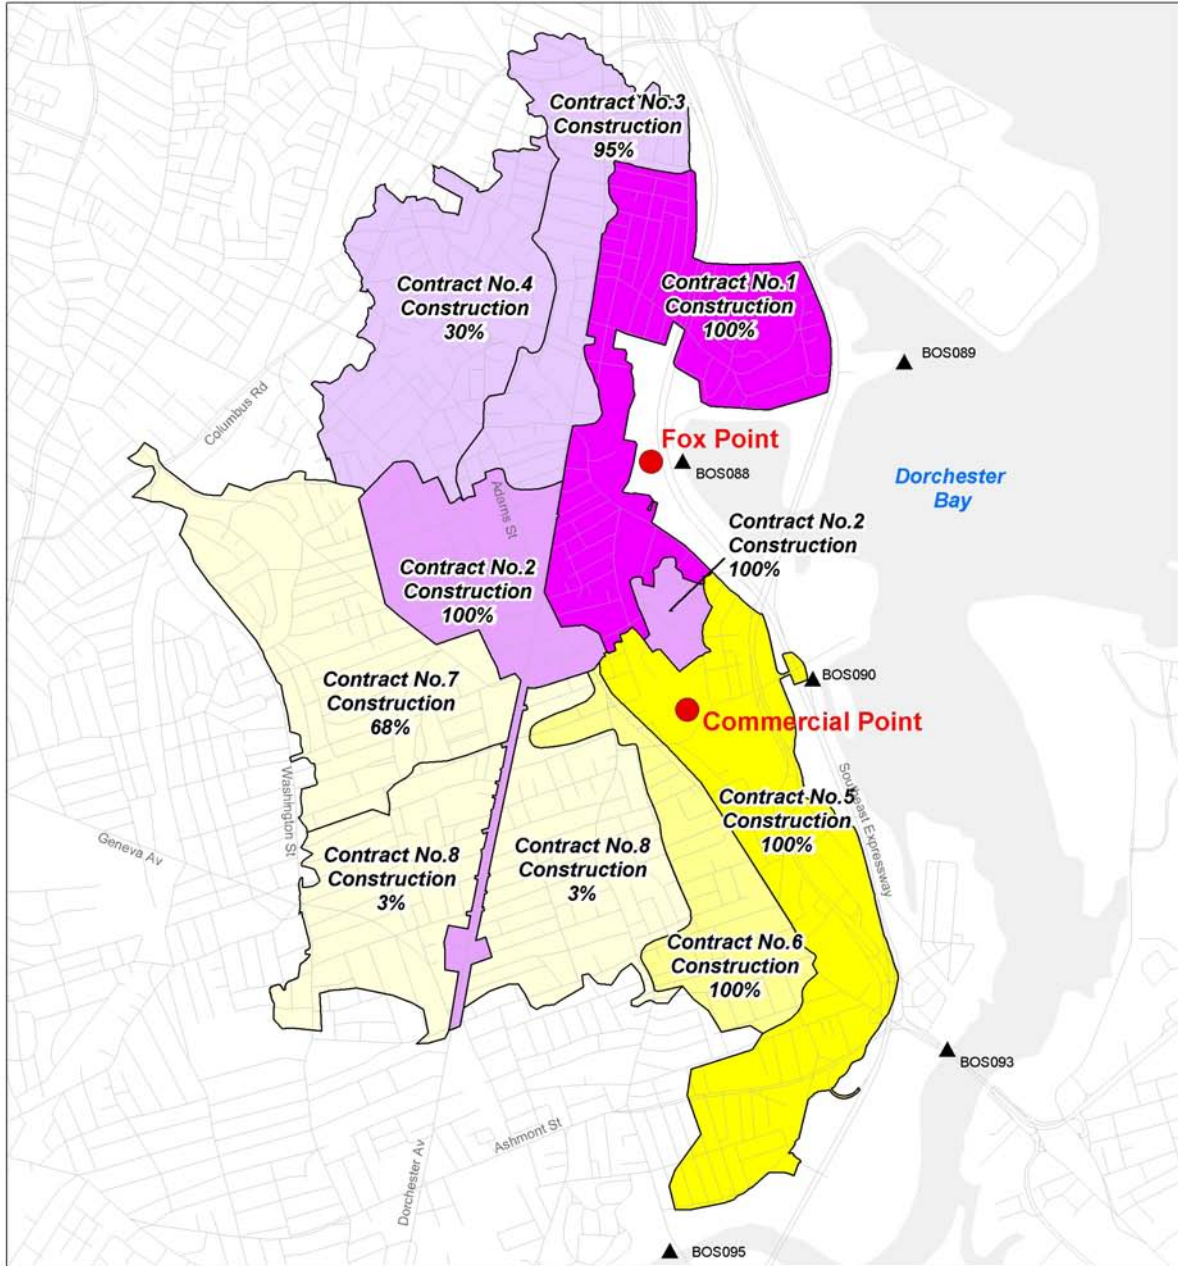 Contract No.3
Construction
95%
Contract No.4
Construction
30%
Contract No.1
Construction
100%
BOS089
Columbus Rd
Fox Point
BOS088
Dorchester
Bay
Adams St
Contract No.2
Construction
100%
Contract No.2
Construction
100%
Contract No.7
Construction
68%
BOS090
Commercial Point
Washington St
Southeast Expressway
Contract No.5
Construction
100%
Geneva Av
Contract No.8
Construction
3%
Contract No.8
Construction
3%
Contract No.6
Construction
100%
BOS093
Ashmont St
Dorchester Av
BOS095